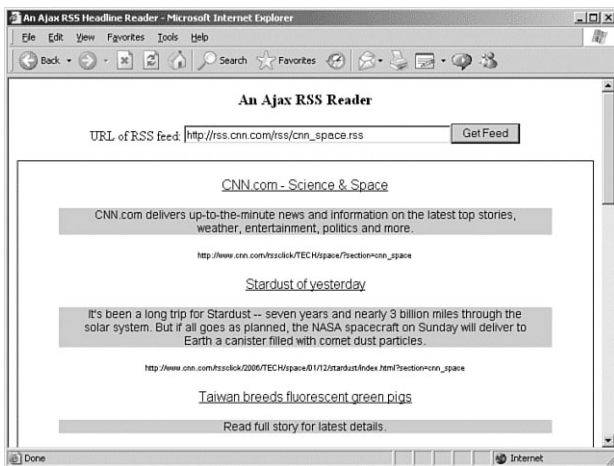 An Ajax RSS Headline Reader - Microsoft Internet Explorer
File Edit View Favorites Tools Help
Back Search Favorites
An Ajax RSS Reader
URL of RSS feed: http://rss.cnn.com/rss/cnn_space.rss Get Feed
CNN.com - Science & Space
CNN.com delivers up-to-the-minute news and information on the latest top stories,
weather, entertainment, politics and more.
http://www.cnn.com/rssclick/TECH/space/?section=cnn_space
Stardust of yesterday
It's been a long trip for Stardust -- seven years and nearly 3 billion miles through the
solar system. But if all goes as planned, the NASA spacecraft on Sunday will deliver to
Earth a canister filled with comet dust particles.
http://www.cnn.com/rssclick/2006/TECH/space/01/12/stardust/index.html?section=cnn_space
Taiwan breeds fluorescent green pigs
Read full story for latest details.
Done Internet